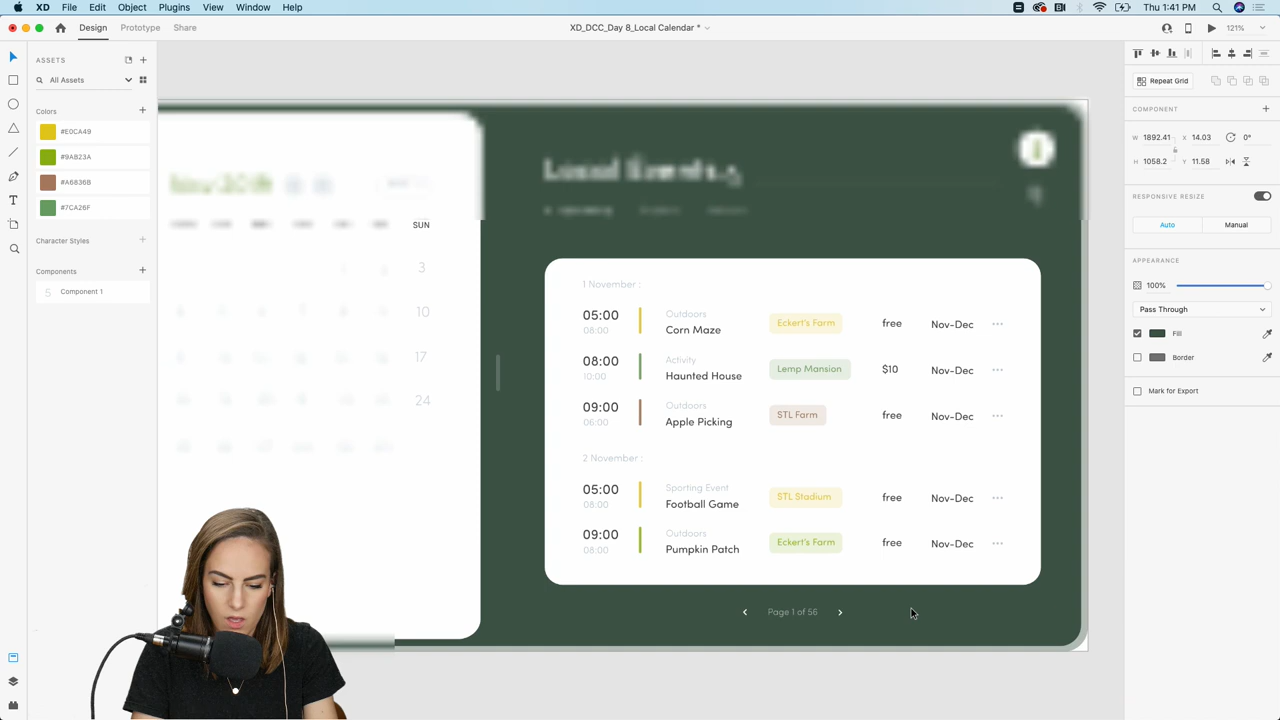 XD File Edit Object Plugins View Window Help
Thu 1:41 PM
Design Prototype Share
XD_DCC_Day 8_Local Calendar *
121%
ASSETS
All Assets
Colors
#E0CA49
#9AB23A
#A6836B
#7CA26F
Character Styles
Components
Component 1
SUN
3
10
17
24
Local Events
1 November :
05:00 Outdoors
08:00 Corn Maze Eckert's Farm free Nov-Dec
08:00 Activity
10:00 Haunted House Lemp Mansion $10 Nov-Dec
09:00 Outdoors
06:00 Apple Picking STL Farm free Nov-Dec
2 November :
05:00 Sporting Event
08:00 Football Game STL Stadium free Nov-Dec
09:00 Outdoors
08:00 Pumpkin Patch Eckert's Farm free Nov-Dec
Page 1 of 56
Repeat Grid
COMPONENT
W 1892.41 X 14.03 0°
H 1058.2 Y 11.58
RESPONSIVE RESIZE
Auto Manual
APPEARANCE
100%
Pass Through
Fill
Border
Mark for Export